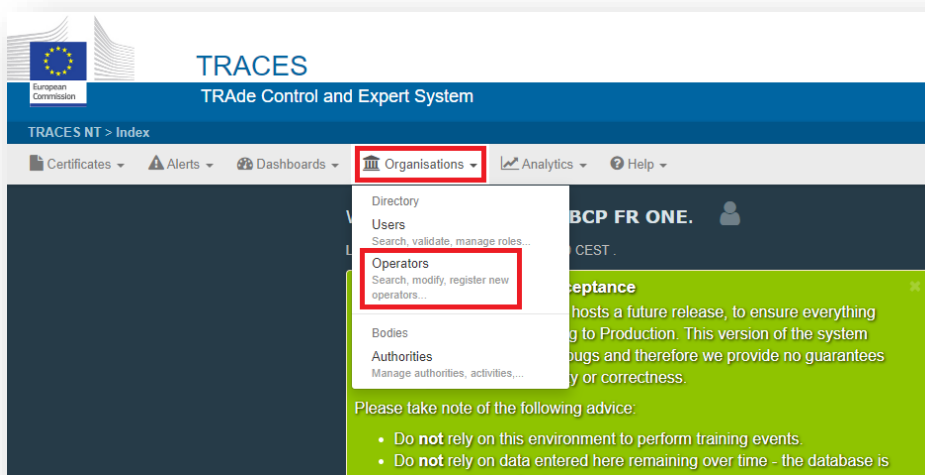 European
Commission
TRACES
TRAde Control and Expert System
TRACES NT > Index
Certificates Alerts Dashboards Organisations Analytics Help
Directory
Users
Search, validate, manage roles...
Operators
Search, modify, register new
operators...
Bodies
Authorities
Manage authorities, activities,...
BCP FR ONE.
CEST .
hosts a future release, to ensure everything
g to Production. This version of the system
and therefore we provide no guarantees
or correctness.
Please take note of the following advice:
• Do not rely on this environment to perform training events.
• Do not rely on data entered here remaining over time - the database is